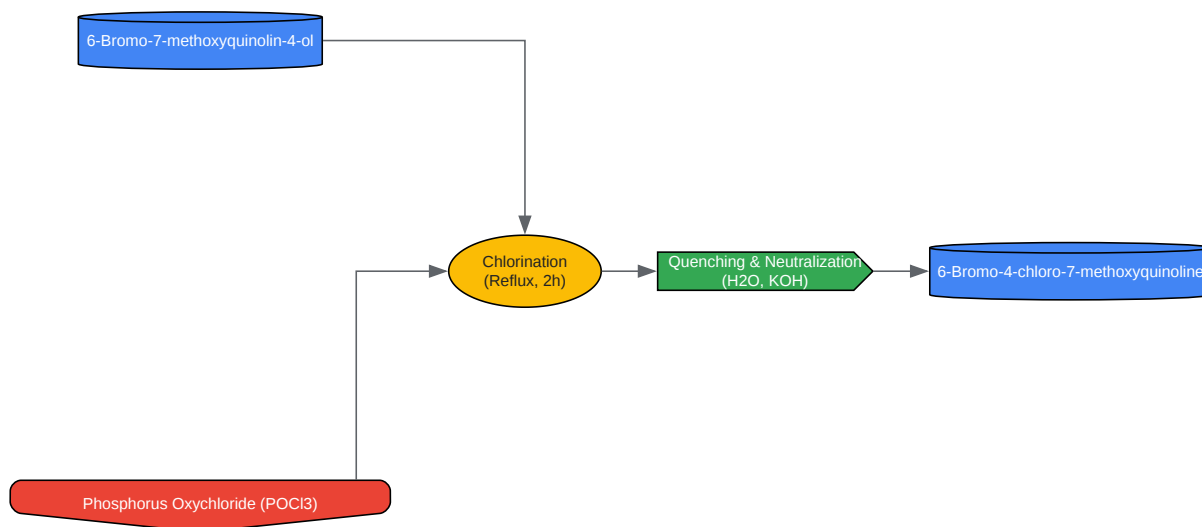 6-Bromo-7-methoxyquinolin-4-ol
Chlorination
(Reflux, 2h)
Quenching & Neutralization
(H2O, KOH)
6-Bromo-4-chloro-7-methoxyquinoline
Phosphorus Oxychloride (POCl3)